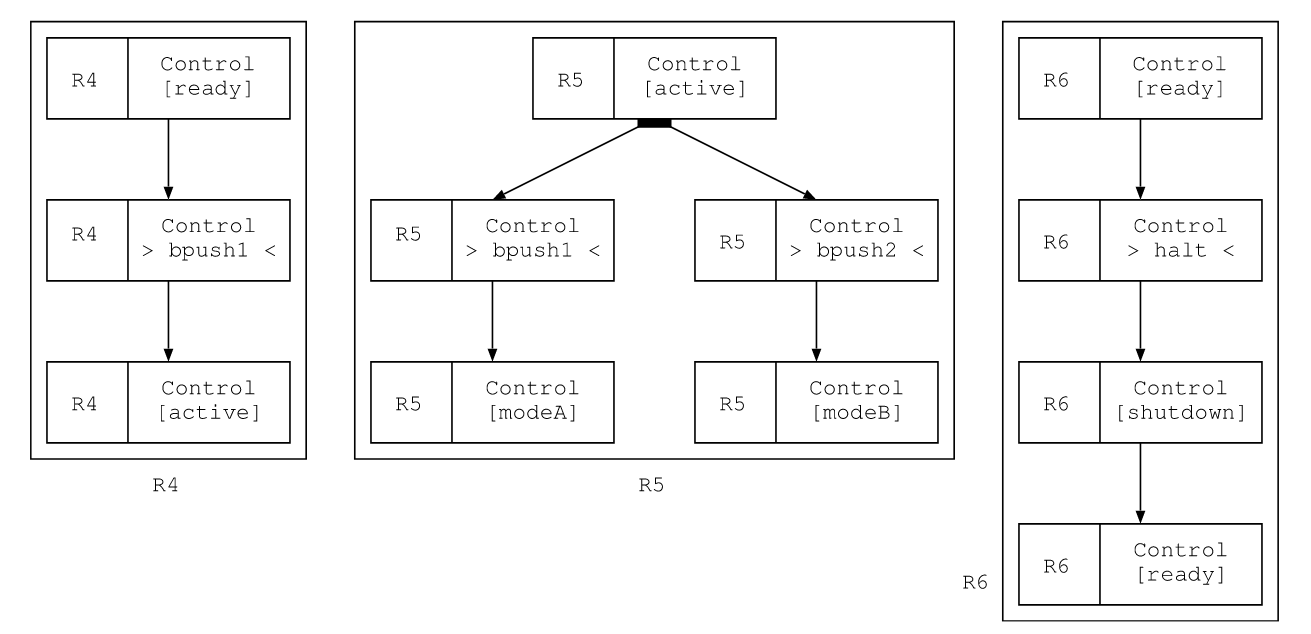 R4
Control
[ready]
R4
Control
> bpush1 <
R4
Control
[active]
R4
R5
Control
[active]
R5
Control
> bpush1 <
R5
Control
> bpush2 <
R5
Control
[modeA]
R5
Control
[modeB]
R5
R6
Control
[ready]
R6
Control
> halt <
R6
Control
[shutdown]
R6
Control
[ready]
R6